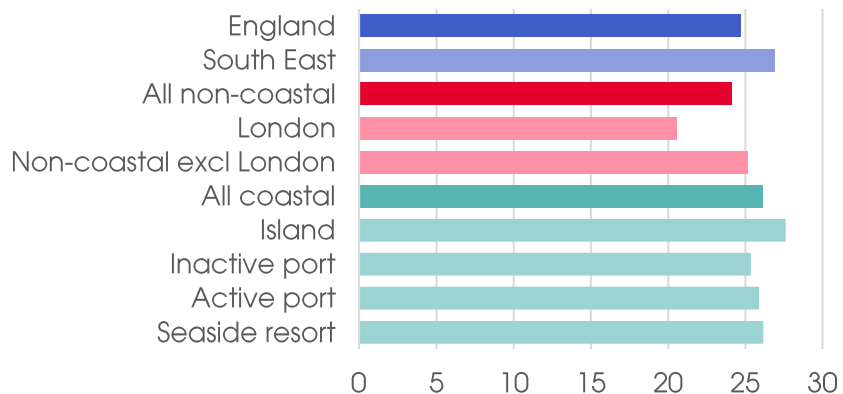 England
South East
All non-coastal
London
Non-coastal excl London
All coastal
Island
Inactive port
Active port
Seaside resort
0 5 10 15 20 25 30